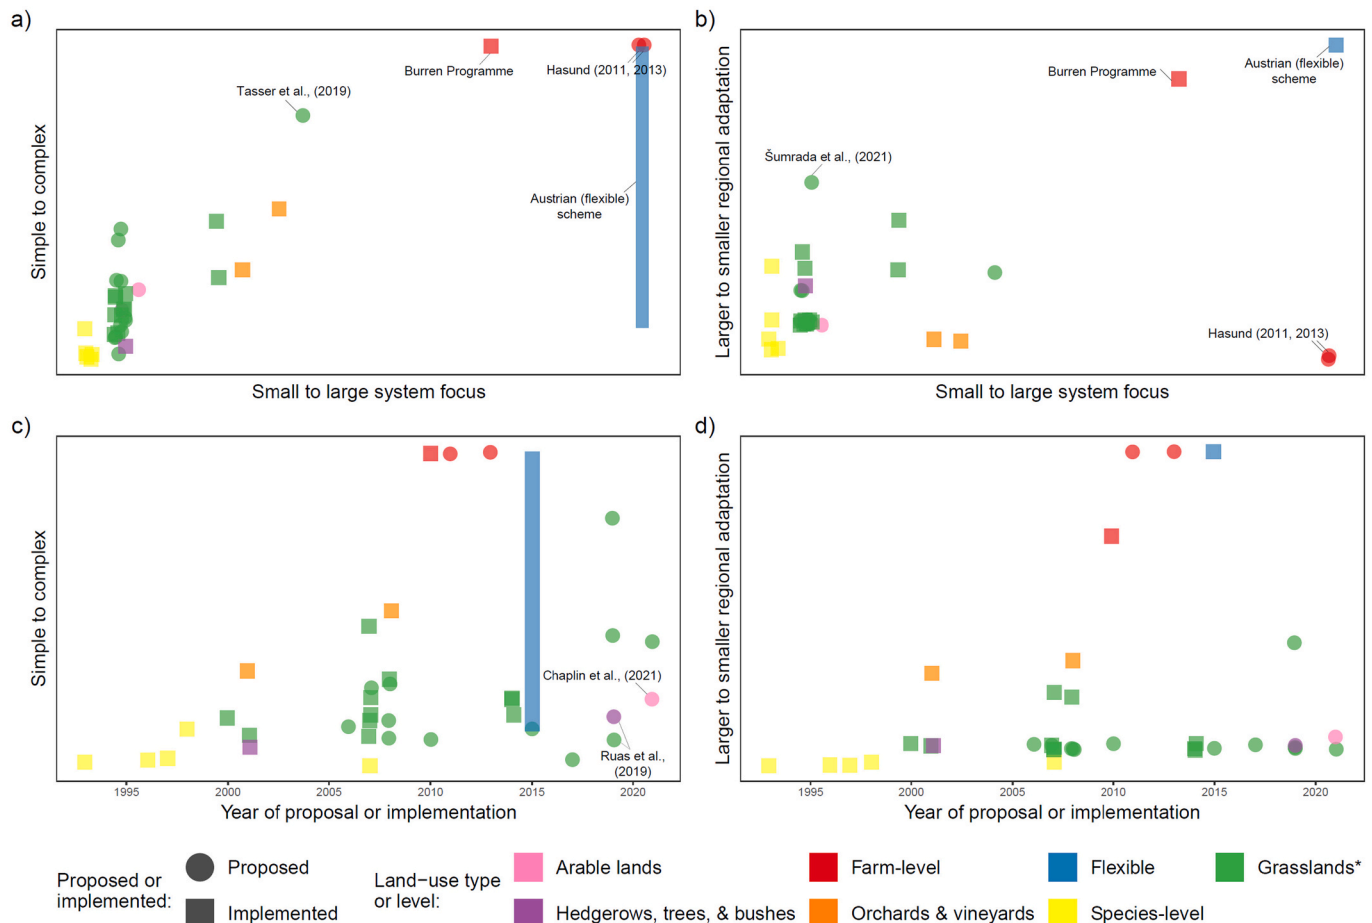 a)
Burren Programme
Hasund (2011, 2013)
Tasser et al., (2019)
Austrian (flexible)
scheme
Simple to complex
Small to large system focus
b)
Austrian (flexible)
scheme
Burren Programme
Šumrada et al., (2021)
Hasund (2011, 2013)
Larger to smaller regional adaptation
Small to large system focus
c)
Chaplin et al., (2021)
Ruas et al.,
(2019)
Simple to complex
1995 2000 2005 2010 2015 2020
Year of proposal or implementation
d)
Larger to smaller regional adaptation
1995 2000 2005 2010 2015 2020
Year of proposal or implementation
Proposed or
implemented:
Proposed
Implemented
Land-use type
or level:
Arable lands
Farm-level
Flexible
Grasslands*
Hedgerows, trees, & bushes
Orchards & vineyards
Species-level